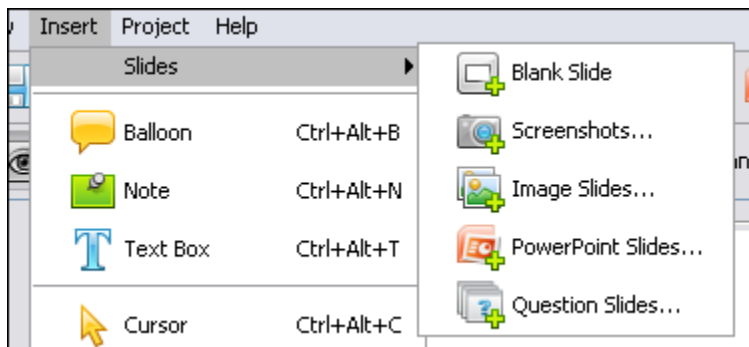 Insert Project Help
Slides
Balloon Ctrl+Alt+B
Note Ctrl+Alt+N
Text Box Ctrl+Alt+T
Cursor Ctrl+Alt+C
Blank Slide
Screenshots...
Image Slides...
PowerPoint Slides...
Question Slides...